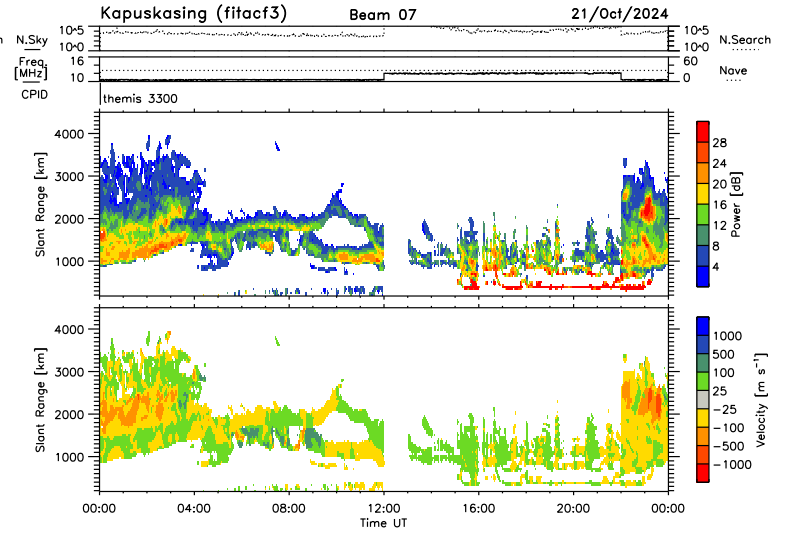 Kapuskasing (fitacf3) Beam 07 21/Oct/2024
n N.Sky 10^5 10^5 N.Search
10^0 10^0
Freq. 16 60 Nave
[MHz] 10 0
CPID themis 3300
Slant Range [km] 4000 3000 2000 1000
28 24 20 16 12 8 4 Power [dB]
Slant Range [km] 4000 3000 2000 1000
1000 500 100 25 −25 −100 −500 −1000 Velocity [m s⁻¹]
00:00 04:00 08:00 12:00 16:00 20:00 00:00
Time UT